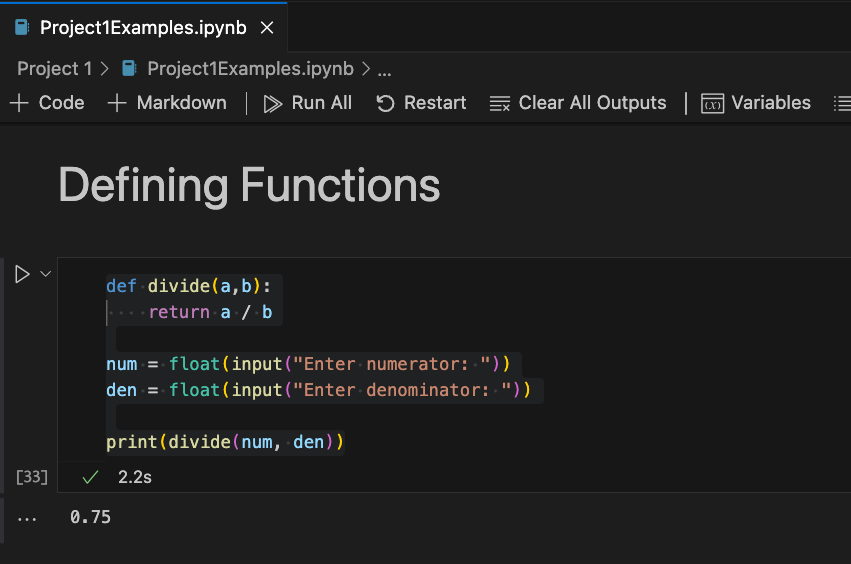 Project1Examples.ipynb
Project 1 > Project1Examples.ipynb > ...
+ Code + Markdown | Run All Restart Clear All Outputs | Variables
Defining Functions
def divide(a,b):
    return a / b
num = float(input("Enter numerator: "))
den = float(input("Enter denominator: "))
print(divide(num, den))
[33] ✓ 2.2s
... 0.75